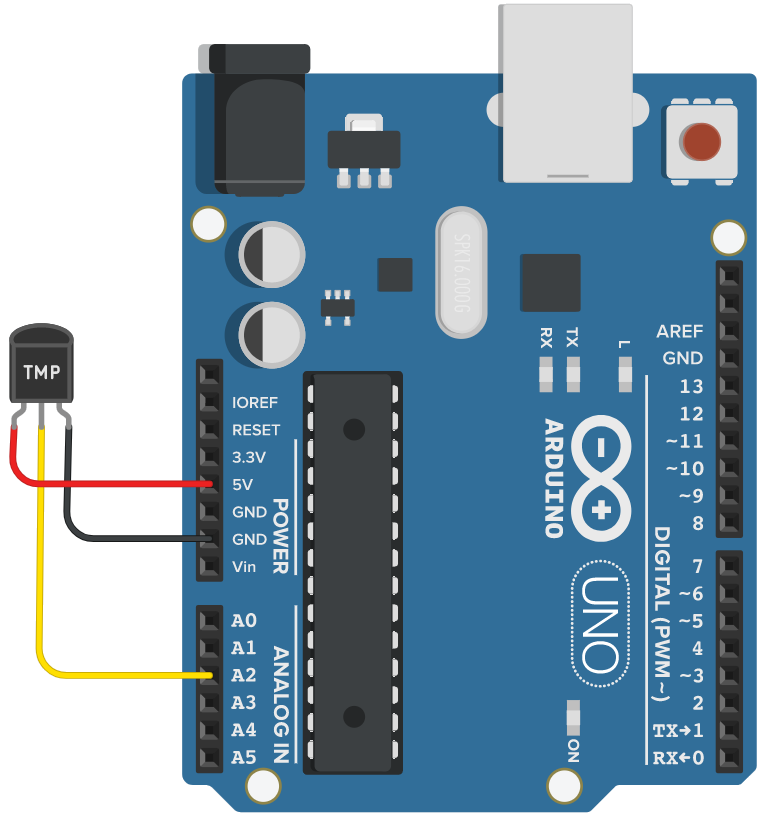 SPK16.000G
TMP
RX
TX
L
IOREF
RESET
3.3V
5V
GND
GND
Vin
POWER
A0
A1
A2
A3
A4
A5
ANALOG IN
ARDUINO
UNO
ON
AREF
GND
13
12
~11
~10
~9
8
7
~6
~5
4
~3
2
TX→1
RX←0
DIGITAL (PWM~)